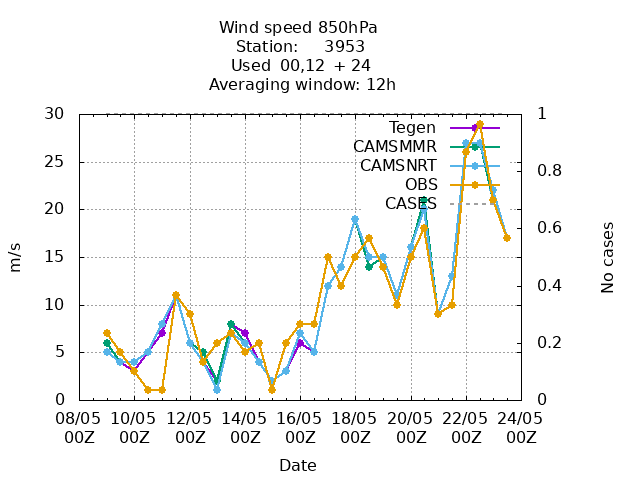 Wind speed 850hPa
Station: 3953
Used 00,12 + 24
Averaging window: 12h
30 1
Tegen
CAMSMMR
25
CAMSNRT
0.8
OBS
20 CASES
0.6
15
m/s No cases
0.4
10
0.2
5
0 0
08/05 10/05 12/05 14/05 16/05 18/05 20/05 22/05 24/05
00Z 00Z 00Z 00Z 00Z 00Z 00Z 00Z 00Z
Date